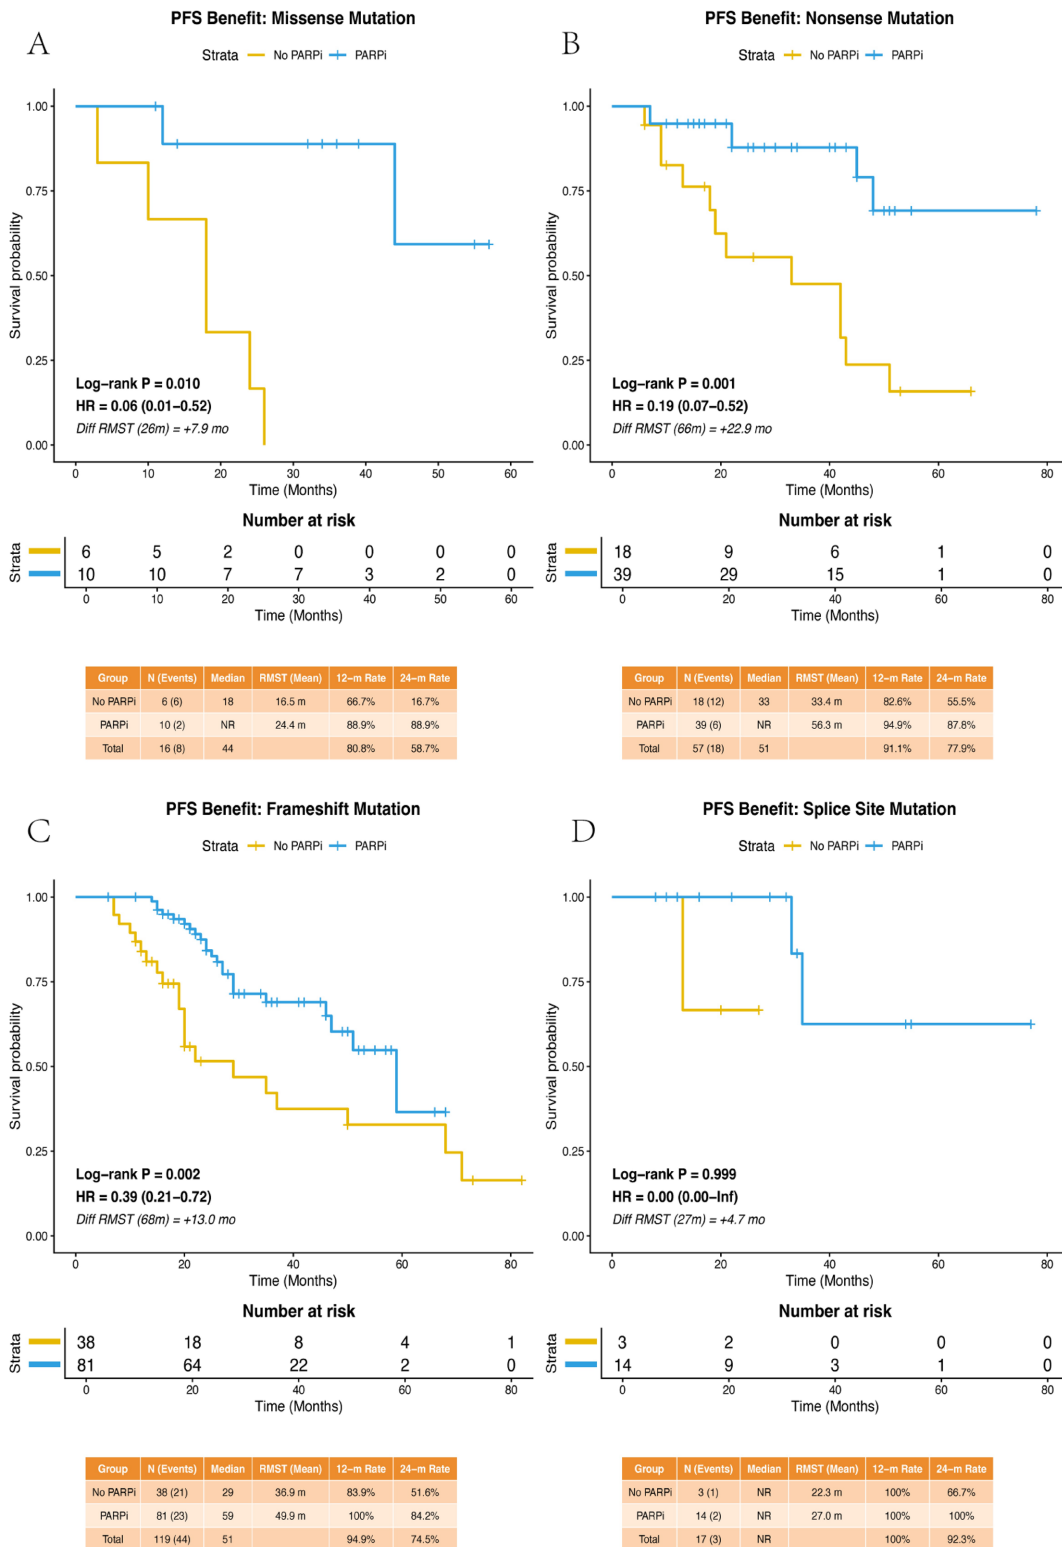 PFS Benefit: Missense Mutation
A
Strata No PARPi PARPi
1.00
0.75
0.50
0.25
0.00
Survival probability
Log−rank P = 0.010
HR = 0.06 (0.01−0.52)
Diff RMST (26m) = +7.9 mo
0 10 20 30 40 50 60
Time (Months)
Number at risk
Strata
6 5 2 0 0 0 0
10 10 7 7 3 2 0
0 10 20 30 40 50 60
Time (Months)
Group N (Events) Median RMST (Mean) 12−m Rate 24−m Rate
No PARPi 6 (6) 18 16.5 m 66.7% 16.7%
PARPi 10 (2) NR 24.4 m 88.9% 88.9%
Total 16 (8) 44 80.8% 58.7%
PFS Benefit: Nonsense Mutation
B
Strata No PARPi PARPi
1.00
0.75
0.50
0.25
0.00
Survival probability
Log−rank P = 0.001
HR = 0.19 (0.07−0.52)
Diff RMST (66m) = +22.9 mo
0 20 40 60 80
Time (Months)
Number at risk
Strata
18 9 6 1 0
39 29 15 1 0
0 20 40 60 80
Time (Months)
Group N (Events) Median RMST (Mean) 12−m Rate 24−m Rate
No PARPi 18 (12) 33 33.4 m 82.6% 55.5%
PARPi 39 (6) NR 56.3 m 94.9% 87.8%
Total 57 (18) 51 91.1% 77.9%
PFS Benefit: Frameshift Mutation
C
Strata No PARPi PARPi
1.00
0.75
0.50
0.25
0.00
Survival probability
Log−rank P = 0.002
HR = 0.39 (0.21−0.72)
Diff RMST (68m) = +13.0 mo
0 20 40 60 80
Time (Months)
Number at risk
Strata
38 18 8 4 1
81 64 22 2 0
0 20 40 60 80
Time (Months)
Group N (Events) Median RMST (Mean) 12−m Rate 24−m Rate
No PARPi 38 (21) 29 36.9 m 83.9% 51.6%
PARPi 81 (23) 59 49.9 m 100% 84.2%
Total 119 (44) 51 94.9% 74.5%
PFS Benefit: Splice Site Mutation
D
Strata No PARPi PARPi
1.00
0.75
0.50
0.25
0.00
Survival probability
Log−rank P = 0.999
HR = 0.00 (0.00−Inf)
Diff RMST (27m) = +4.7 mo
0 20 40 60 80
Time (Months)
Number at risk
Strata
3 2 0 0 0
14 9 3 1 0
0 20 40 60 80
Time (Months)
Group N (Events) Median RMST (Mean) 12−m Rate 24−m Rate
No PARPi 3 (1) NR 22.3 m 100% 66.7%
PARPi 14 (2) NR 27.0 m 100% 100%
Total 17 (3) NR 100% 92.3%